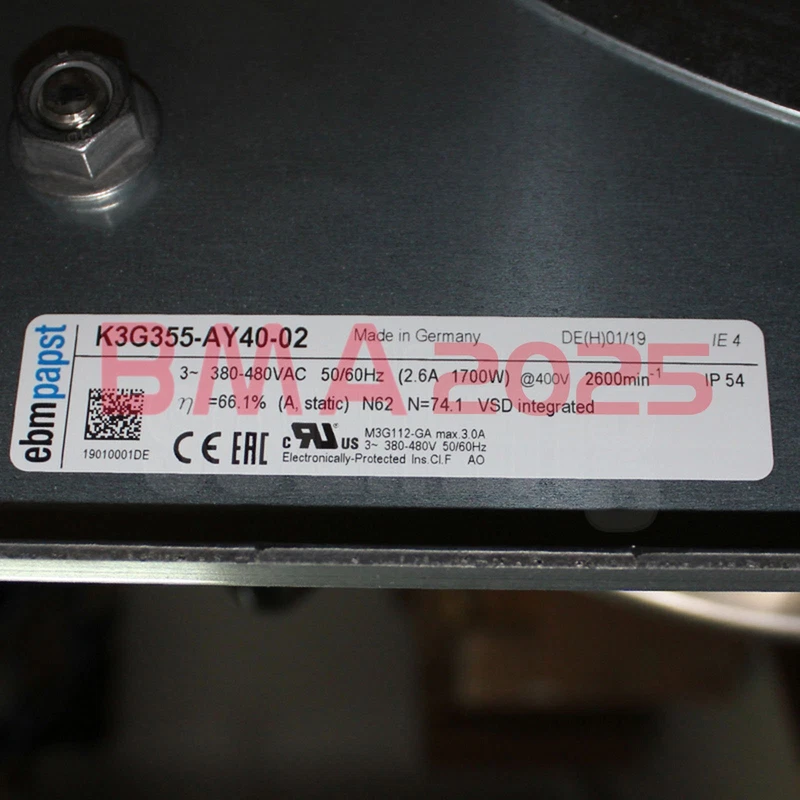 ebmpapst
K3G355-AY40-02 Made in Germany DE(H)01/19 IE 4
3~ 380-480VAC 50/60Hz (2.6A 1700W) @400V 2600min⁻¹ IP 54
η =66.1% (A, static) N62 N=74.1 VSD integrated
19010001DE
CE EAC c RU US
M3G112-GA max.3.0A
3~ 380-480V 50/60Hz
Electronically-Protected Ins.Cl.F AO
BMA2025